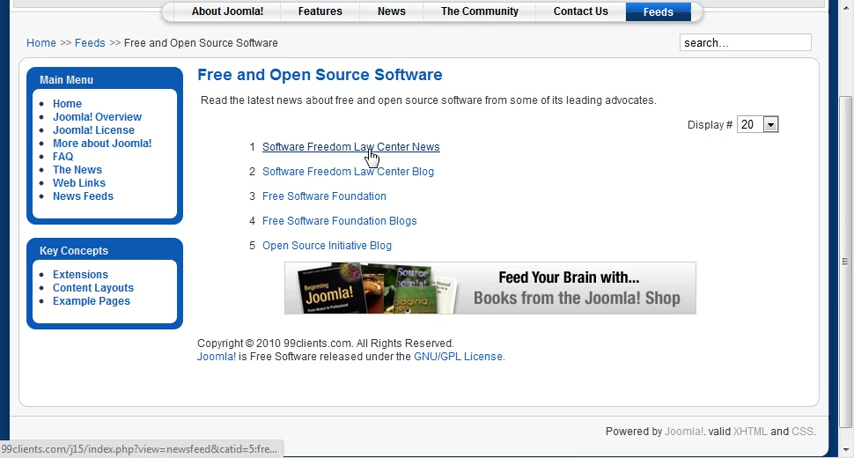 About Joomla! Features News The Community Contact Us Feeds
Home >> Feeds >> Free and Open Source Software
search...
Main Menu
Home
Joomla! Overview
Joomla! License
More about Joomla!
FAQ
The News
Web Links
News Feeds
Key Concepts
Extensions
Content Layouts
Example Pages
Free and Open Source Software
Read the latest news about free and open source software from some of its leading advocates.
Display # 20
1 Software Freedom Law Center News
2 Software Freedom Law Center Blog
3 Free Software Foundation
4 Free Software Foundation Blogs
5 Open Source Initiative Blog
Beginning
Joomla!
Feed Your Brain with...
Books from the Joomla! Shop
Copyright © 2010 99clients.com. All Rights Reserved.
Joomla! is Free Software released under the GNU/GPL License.
Powered by Joomla!. valid XHTML and CSS.
99clients.com/j15/index.php?view=newsfeed&catid=5:fre...